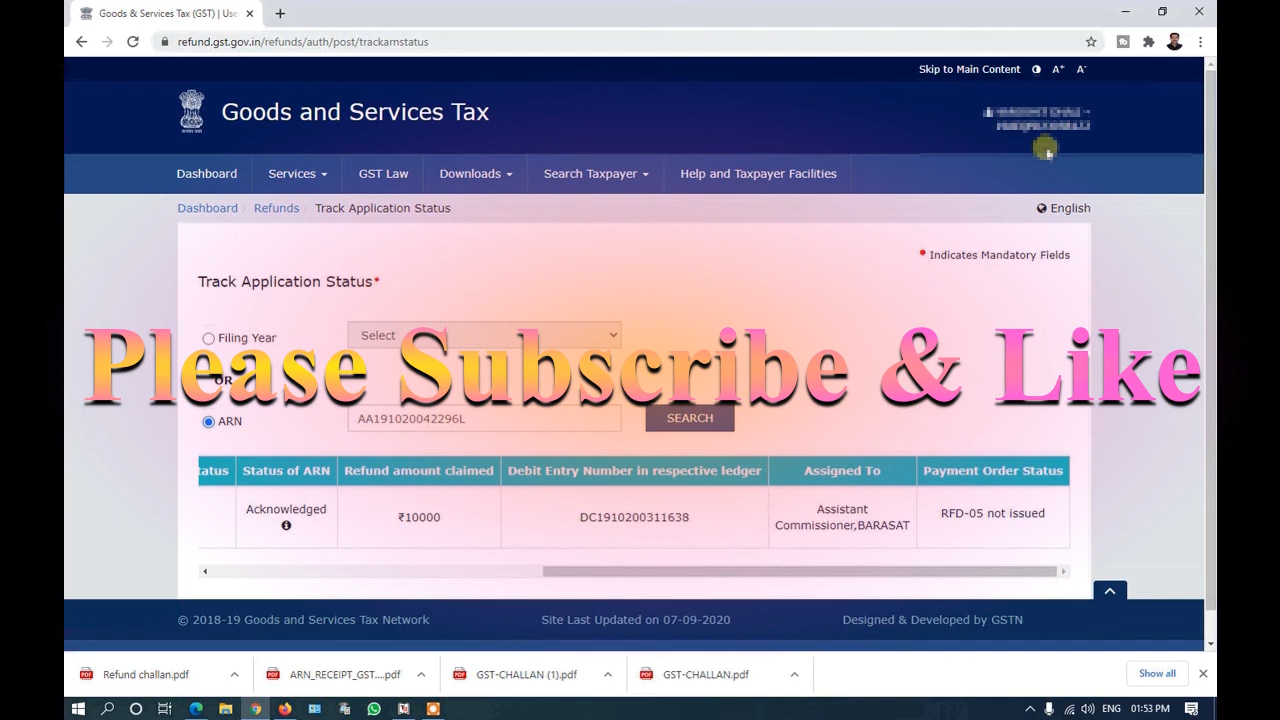 Goods & Services Tax (GST) | Use
refund.gst.gov.in/refunds/auth/post/trackarnstatus
Skip to Main Content A+ A-
Goods and Services Tax
Dashboard Services GST Law Downloads Search Taxpayer Help and Taxpayer Facilities
Dashboard Refunds Track Application Status English
• Indicates Mandatory Fields
Track Application Status•
Filing Year Select
Please Subscribe & Like
OR
ARN AA191020042296L SEARCH
tatus Status of ARN Refund amount claimed Debit Entry Number in respective ledger Assigned To Payment Order Status
Acknowledged ₹10000 DC1910200311638 Assistant Commissioner,BARASAT RFD-05 not issued
© 2018-19 Goods and Services Tax Network Site Last Updated on 07-09-2020 Designed & Developed by GSTN
Refund challan.pdf ARN_RECEIPT_GST....pdf GST-CHALLAN (1).pdf GST-CHALLAN.pdf Show all
ENG 01:53 PM